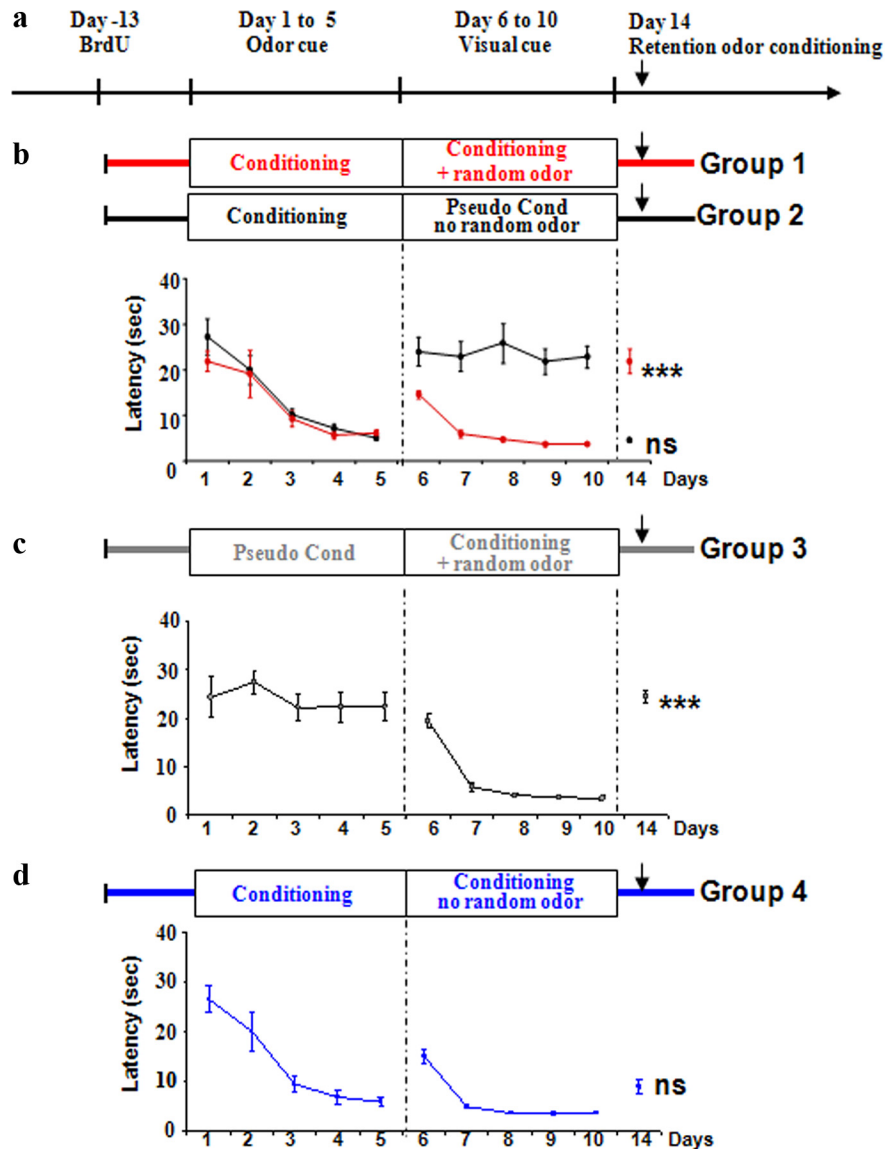 a
Day -13
BrdU
Day 1 to 5
Odor cue
Day 6 to 10
Visual cue
Day 14
Retention odor conditioning
b
Conditioning
Conditioning
+ random odor
Group 1
Conditioning
Pseudo Cond
no random odor
Group 2
Latency (sec)
40
30
20
10
0
***
ns
1 2 3 4 5 6 7 8 9 10 14 Days
c
Pseudo Cond
Conditioning
+ random odor
Group 3
Latency (sec)
40
30
20
10
0
***
1 2 3 4 5 6 7 8 9 10 14 Days
d
Conditioning
Conditioning
no random odor
Group 4
Latency (sec)
40
30
20
10
0
ns
1 2 3 4 5 6 7 8 9 10 14 Days